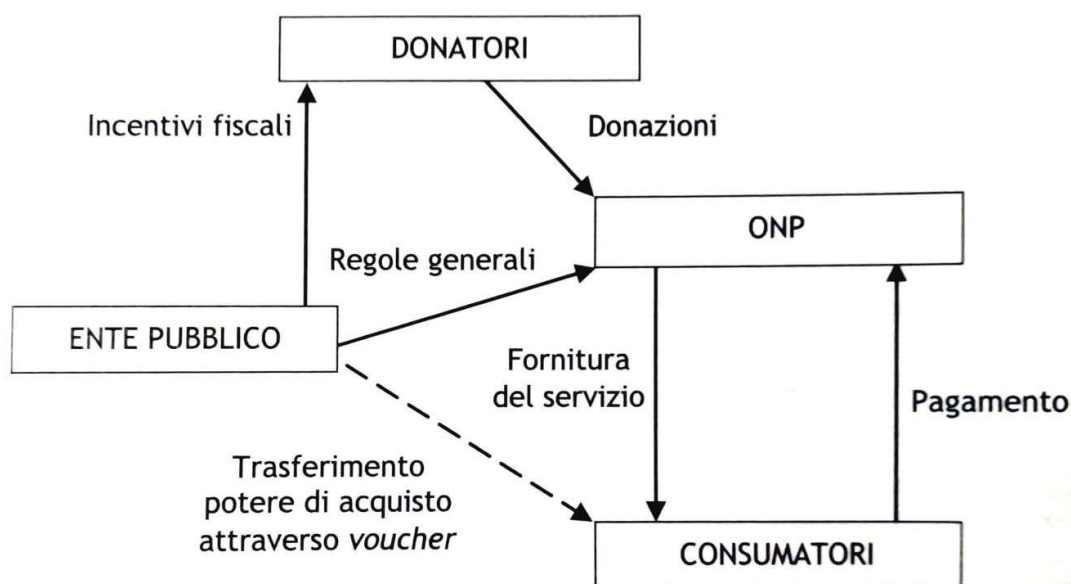 DONATORI
Incentivi fiscali
Donazioni
ONP
Regole generali
ENTE PUBBLICO
Fornitura
del servizio
Pagamento
Trasferimento
potere di acquisto
attraverso voucher
CONSUMATORI